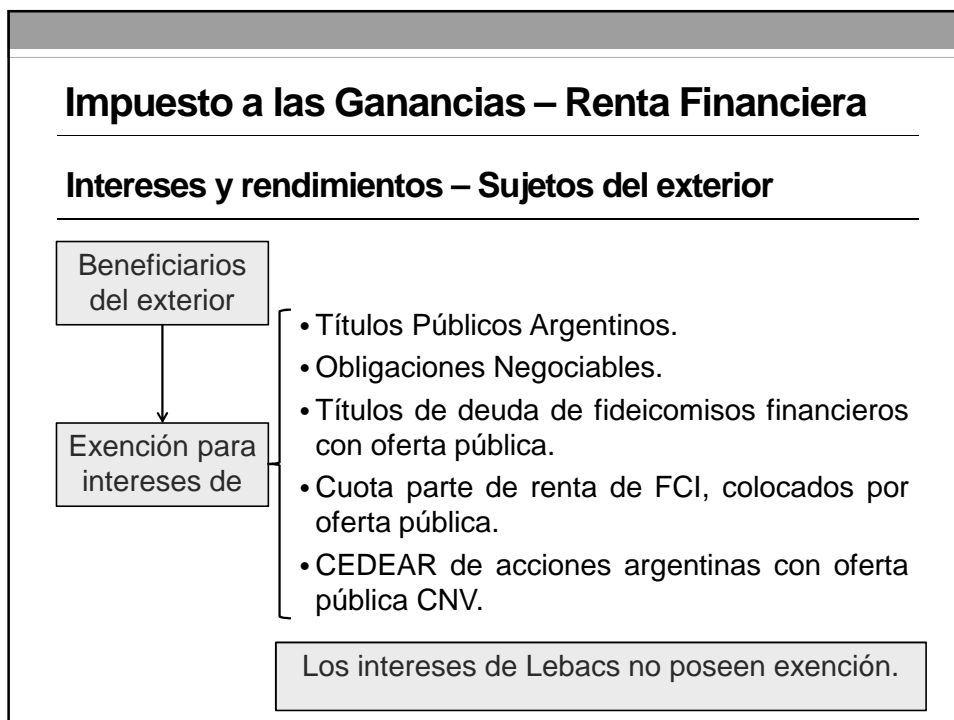 Impuesto a las Ganancias – Renta Financiera
Intereses y rendimientos – Sujetos del exterior
Beneficiarios
del exterior
Exención para
intereses de
• Títulos Públicos Argentinos.
• Obligaciones Negociables.
• Títulos de deuda de fideicomisos financieros
con oferta pública.
• Cuota parte de renta de FCI, colocados por
oferta pública.
• CEDEAR de acciones argentinas con oferta
pública CNV.
Los intereses de Lebacs no poseen exención.